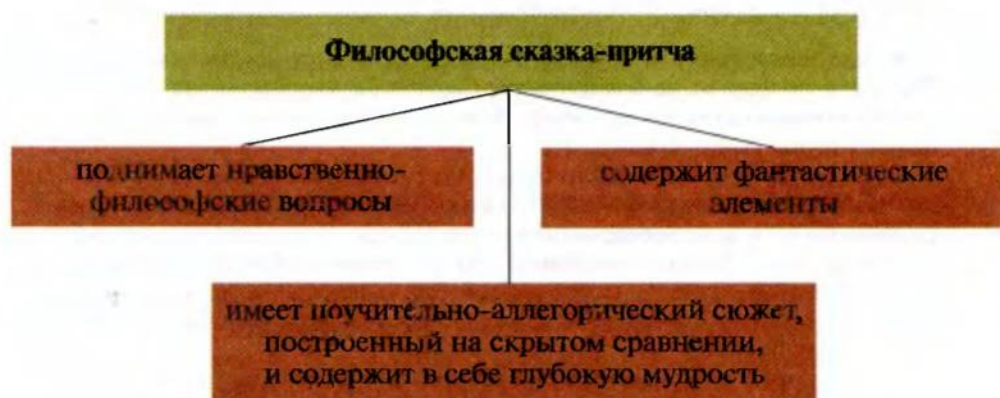 Философская сказка-притча
поднимает нравственно-
философские вопросы
содержит фантастические
элементы
имеет поучительно-аллегорический сюжет,
построенный на скрытом сравнении,
и содержит в себе глубокую мудрость